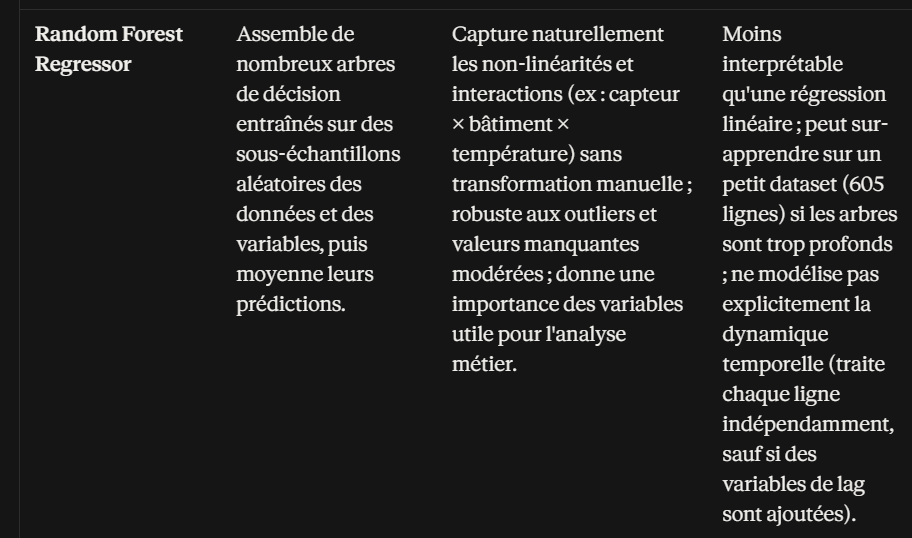 Random Forest
Regressor
Assemble de
nombreux arbres
de décision
entraînés sur des
sous-échantillons
aléatoires des
données et des
variables, puis
moyenne leurs
prédictions.
Capture naturellement
les non-linéarités et
interactions (ex : capteur
× bâtiment ×
température) sans
transformation manuelle ;
robuste aux outliers et
valeurs manquantes
modérées ; donne une
importance des variables
utile pour l'analyse
métier.
Moins
interprétable
qu'une régression
linéaire ; peut sur-
apprendre sur un
petit dataset (605
lignes) si les arbres
sont trop profonds
; ne modélise pas
explicitement la
dynamique
temporelle (traite
chaque ligne
indépendamment,
sauf si des
variables de lag
sont ajoutées).